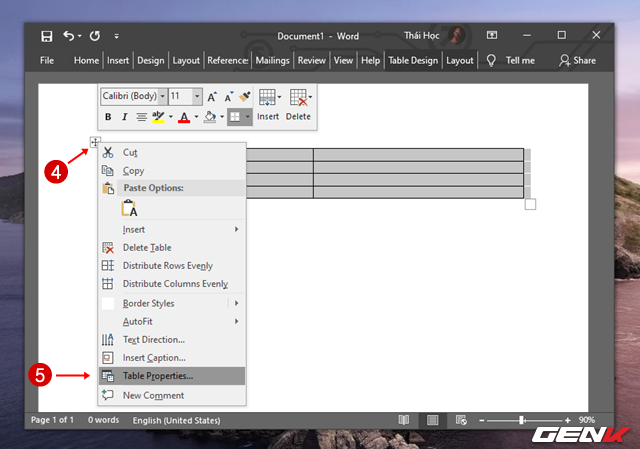 Document1 - Word
Thái Học
File Home Insert Design Layout Reference: Mailings Review View Help Table Design Layout Tell me Share
Calibri (Body) 11 A A
B I A Insert Delete
4
Cut
Copy
Paste Options:
A
Insert
Delete Table
Distribute Rows Evenly
Distribute Columns Evenly
Border Styles
AutoFit
Text Direction...
Insert Caption...
5
Table Properties...
New Comment
Page 1 of 1 0 words English (United States) 90%
GENK